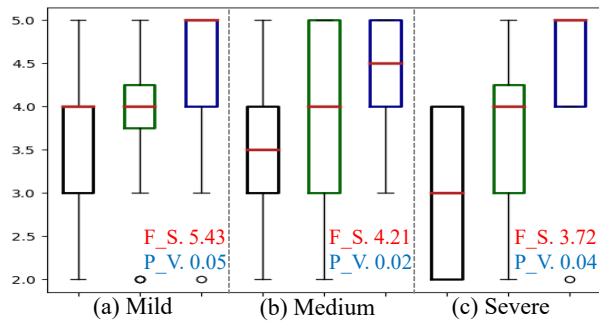 5.0
4.5
4.0
3.5
3.0
2.5
2.0
F_S. 5.43
P_V. 0.05
F_S. 4.21
P_V. 0.02
F_S. 3.72
P_V. 0.04
(a) Mild
(b) Medium
(c) Severe